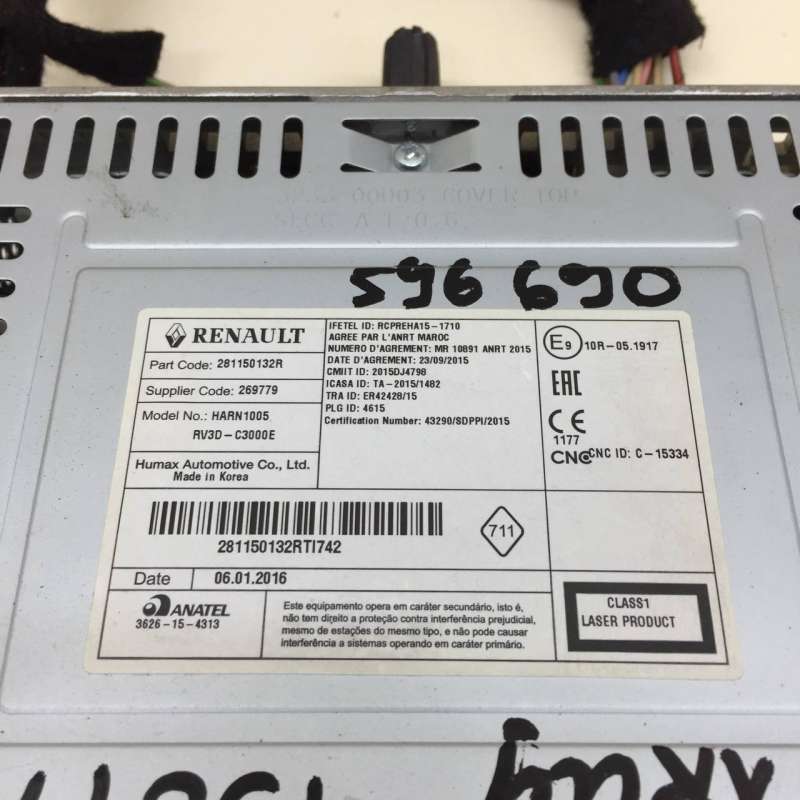 COVER TOP
596 690
RENAULT
Part Code: 281150132R
Supplier Code: 269779
Model No.: HARN1005
RV3D-C3000E
Humax Automotive Co., Ltd.
Made in Korea
IFETEL ID: RCPREHA15-1710
AGREE PAR L'ANRT MAROC
NUMERO D'AGREMENT: MR 10891 ANRT 2015
DATE D'AGREMENT: 23/09/2015
CMIIT ID: 2015DJ4798
ICASA ID: TA-2015/1482
TRA ID: ER42428/15
PLG ID: 4615
Certification Number: 43290/SDPPI/2015
E9 10R-05.1917
EAC
CE
1177
CNC CNC ID: C-15334
281150132RTI742
711
Date 06.01.2016
ANATEL
3626-15-4313
Este equipamento opera em caráter secundário, isto é,
não tem direito a proteção contra interferência prejudicial,
mesmo de estações do mesmo tipo, e não pode causar
interferência a sistemas operando em caráter primário.
CLASS1
LASER PRODUCT